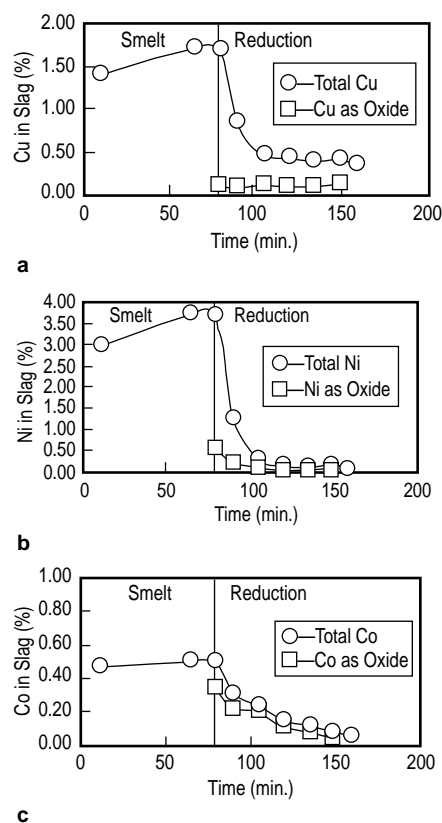 2.00
1.50
1.00
0.50
0.00
Cu in Slag (%)
Smelt Reduction
Total Cu
Cu as Oxide
0 50 100 150 200
Time (min.)
a
4.00
3.50
3.00
2.50
2.00
1.50
1.00
0.50
0.00
Ni in Slag (%)
Smelt Reduction
Total Ni
Ni as Oxide
0 50 100 150 200
Time (min.)
b
1.00
0.80
0.60
0.40
0.20
0.00
Co in Slag (%)
Smelt Reduction
Total Co
Co as Oxide
0 50 100 150 200
Time (min.)
c